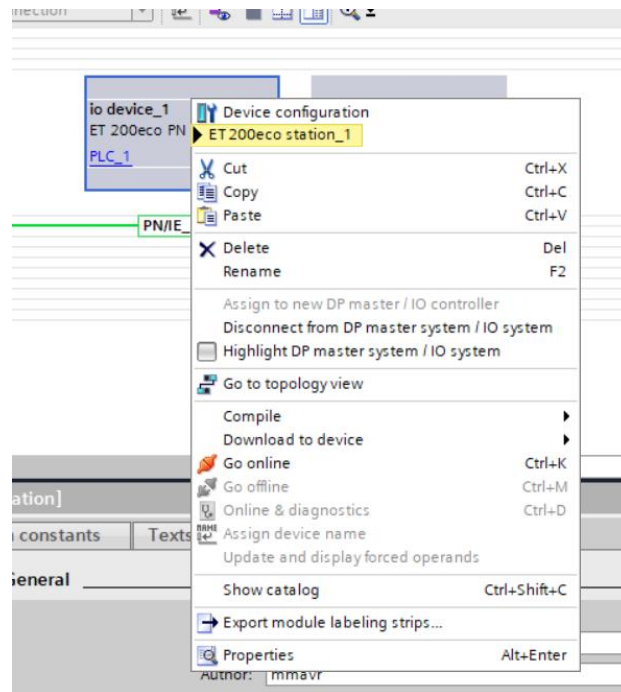 io device_1
ET 200eco PN
PLC_1
PN/IE_
Device configuration
ET 200eco station_1
Cut Ctrl+X
Copy Ctrl+C
Paste Ctrl+V
Delete Del
Rename F2
Assign to new DP master / IO controller
Disconnect from DP master system / IO system
Highlight DP master system / IO system
Go to topology view
Compile
Download to device
Go online Ctrl+K
Go offline Ctrl+M
Online & diagnostics Ctrl+D
NAME Assign device name
Update and display forced operands
Show catalog Ctrl+Shift+C
Export module labeling strips...
Properties Alt+Enter
ation]
constants Texts
General
Author: mmavr